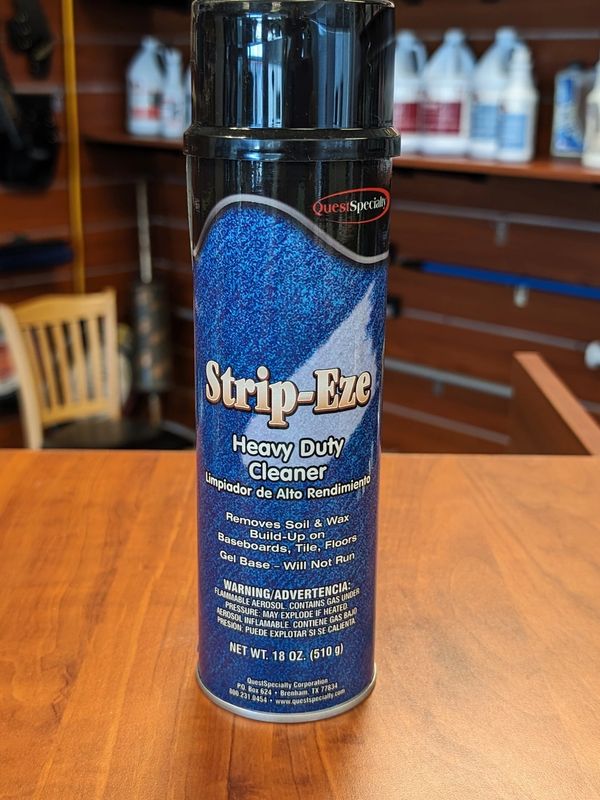 QuestSpecialty
Strip-Eze
Heavy Duty
Cleaner
Limpiador de Alto Rendimiento
Removes Soil & Wax
Build-Up on
Baseboards, Tile, Floors
Gel Base - Will Not Run
WARNING/ADVERTENCIA:
FLAMMABLE AEROSOL. CONTAINS GAS UNDER
PRESSURE: MAY EXPLODE IF HEATED.
AEROSOL INFLAMABLE. CONTIENE GAS BAJO
PRESIÓN: PUEDE EXPLOTAR SI SE CALIENTA.
NET WT. 18 OZ. (510 g)
QuestSpecialty Corporation
P.O. Box 624 • Brenham, TX 77834
800.231.0454 • www.questspecialty.com